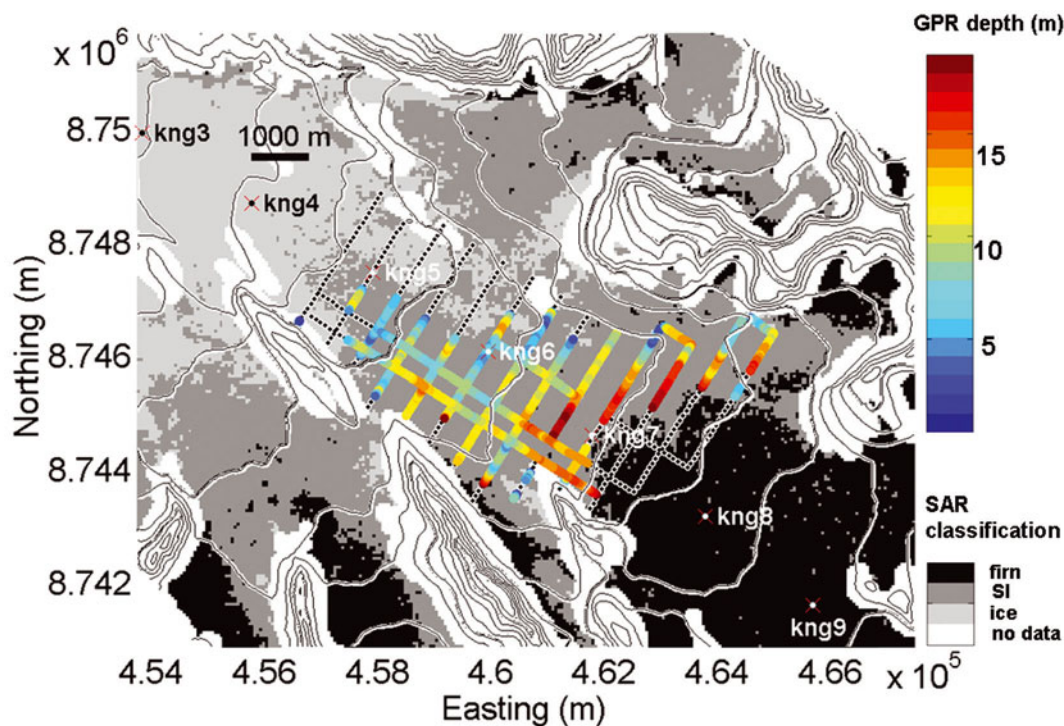 GPR depth (m)
x 10⁶
8.75
kng3
1000 m
kng4
15
8.748
kng5
10
8.746
kng6
5
Northing (m)
kng7
8.744
kng8
SAR
classification
8.742
firn
SI
ice
no data
kng9
4.54
4.56
4.58
4.6
4.62
4.64
4.66
x 10⁵
Easting (m)